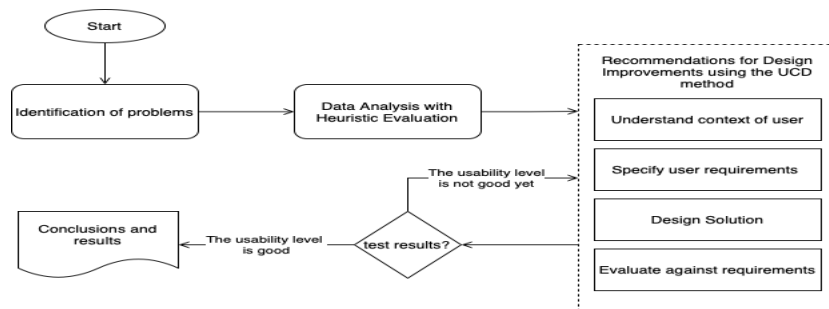 Start
Identification of problems
Data Analysis with
Heuristic Evaluation
Recommendations for Design
Improvements using the UCD
method
Understand context of user
Specify user requirements
Design Solution
Evaluate against requirements
The usability level
is not good yet
test results?
The usability level
is good
Conclusions and
results